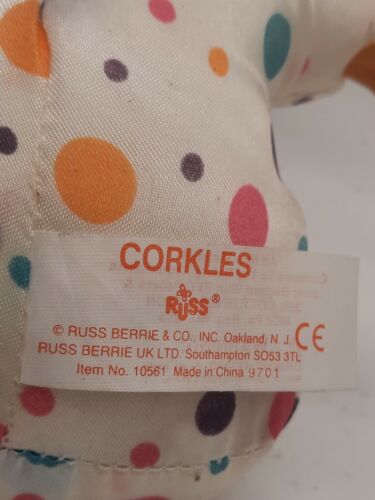 CORKLES
RUSS®
© RUSS BERRIE & CO., INC. Oakland, N. J. CE
RUSS BERRIE UK LTD. Southampton SO53 3TL
Item No. 10561 Made in China 9701